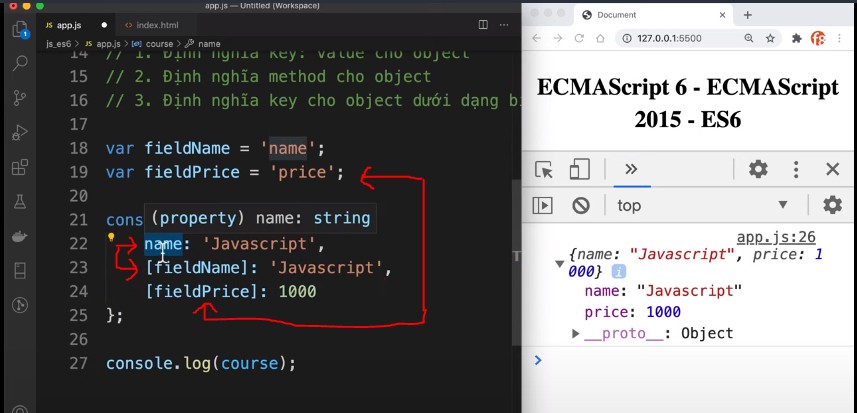 app.js — Untitled (Workspace)
app.js
index.html
js_es6 > app.js > course > name
14 // 1. Định nghĩa key: value cho object
15 // 2. Định nghĩa method cho object
16 // 3. Định nghĩa key cho object dưới dạng b
17
18 var fieldName = 'name';
19 var fieldPrice = 'price';
20
21 cons
(property) name: string
22 name: 'Javascript',
23 [fieldName]: 'Javascript',
24 [fieldPrice]: 1000
25 };
26
27 console.log(course);
1
Document
127.0.0.1:5500
ECMAScript 6 - ECMAScript
2015 - ES6
top
app.js:26
{name: "Javascript", price: 1
000}
name: "Javascript"
price: 1000
__proto__: Object